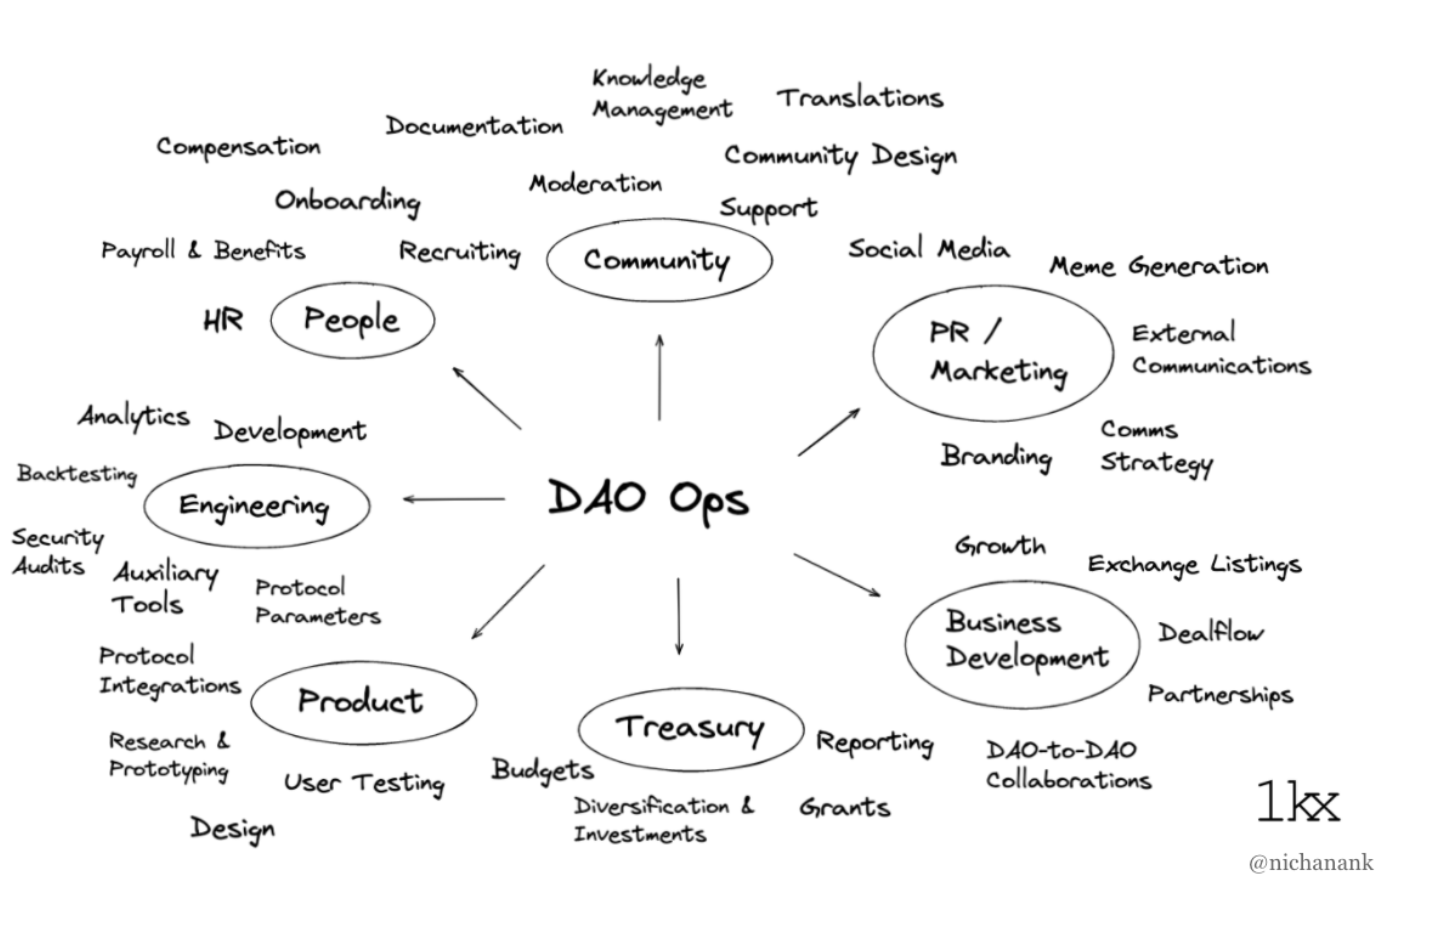 Knowledge
Management
Translations
Documentation
Compensation
Community Design
Moderation
Onboarding
Support
Payroll & Benefits
Recruiting
Community
Social Media
Meme Generation
HR
People
PR /
Marketing
External
Communications
Analytics
Development
Branding
Comms
Strategy
Backtesting
Engineering
DAO Ops
Security
Audits
Auxiliary
Tools
Protocol
Parameters
Growth
Exchange Listings
Business
Development
Dealflow
Partnerships
Protocol
Integrations
Product
Treasury
Reporting
DAO-to-DAO
Collaborations
Research &
Prototyping
User Testing
Budgets
Diversification &
Investments
Grants
Design
1kx
@nichanank